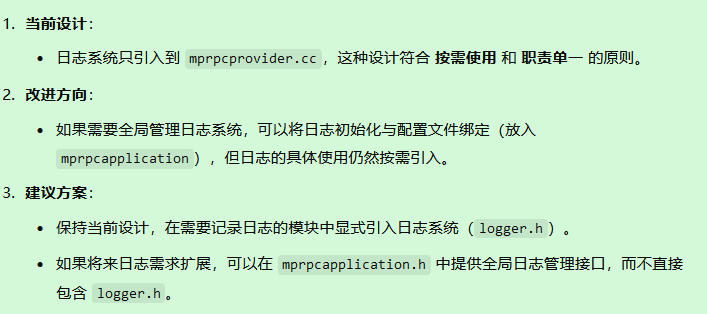 1. 当前设计：
• 日志系统只引入到 mprpcprovider.cc，这种设计符合 按需使用 和 职责单一 的原则。
2. 改进方向：
• 如果需要全局管理日志系统，可以将日志初始化与配置文件绑定（放入
mprpcapplication），但日志的具体使用仍然按需引入。
3. 建议方案：
• 保持当前设计，在需要记录日志的模块中显式引入日志系统（logger.h）。
• 如果将来日志需求扩展，可以在 mprpcapplication.h 中提供全局日志管理接口，而不直接
包含 logger.h。